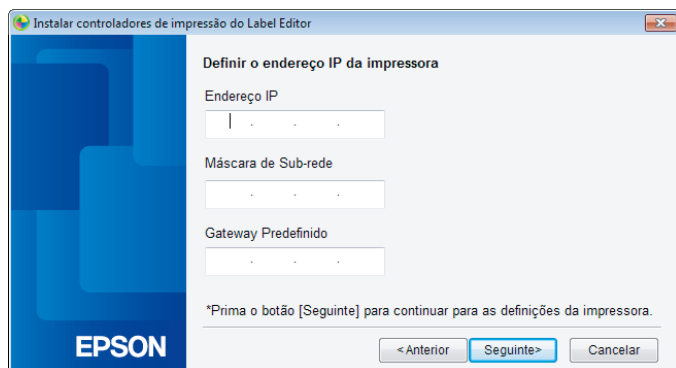 Instalar controladores de impressão do Label Editor
Definir o endereço IP da impressora
Endereço IP
. . .
Máscara de Sub-rede
. . .
Gateway Predefinido
. . .
*Prima o botão [Seguinte] para continuar para as definições da impressora.
EPSON
<Anterior Seguinte> Cancelar